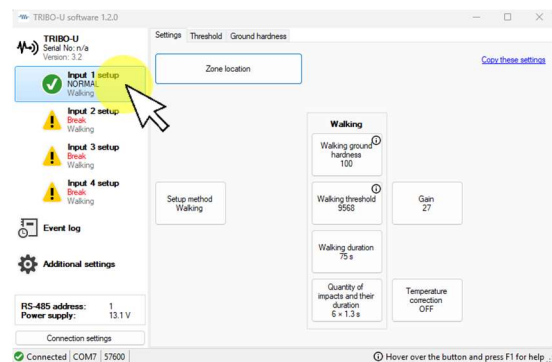 TRIBO-U software 1.2.0
TRIBO-U
Serial No: n/a
Version: 3.2
Input 1 setup
NORMAL
Walking
Input 2 setup
Break
Walking
Input 3 setup
Break
Walking
Input 4 setup
Break
Walking
Event log
Additional settings
RS-485 address: 1
Power supply: 13.1 V
Connection settings
Settings Threshold Ground hardness
Zone location
Copy these settings
Walking
Walking ground
hardness
100
Setup method
Walking
Walking threshold
9568
Gain
27
Walking duration
75 s
Quantity of
impacts and their
duration
6 × 1.3 s
Temperature
correction
OFF
Connected COM7 57600
Hover over the button and press F1 for help